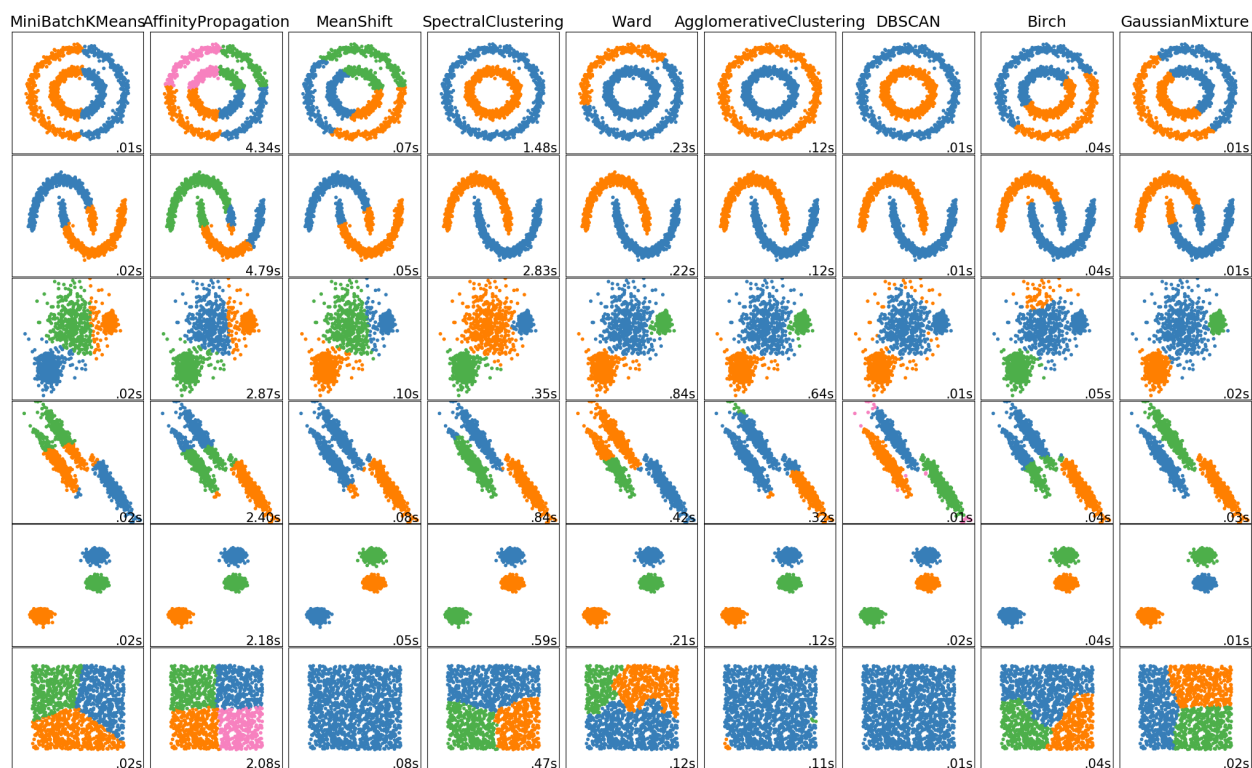 MiniBatchKMeans AffinityPropagation MeanShift SpectralClustering Ward AgglomerativeClustering DBSCAN Birch GaussianMixture
.01s 4.34s .07s 1.48s .23s .12s .01s .04s .01s
.02s 4.79s .05s 2.83s .22s .12s .01s .04s .01s
.02s 2.87s .10s .35s .84s .64s .01s .05s .02s
.02s 2.40s .08s .84s .42s .32s .01s .04s .03s
.02s 2.18s .05s .59s .21s .12s .02s .04s .01s
.02s 2.08s .08s .47s .12s .11s .01s .04s .02s